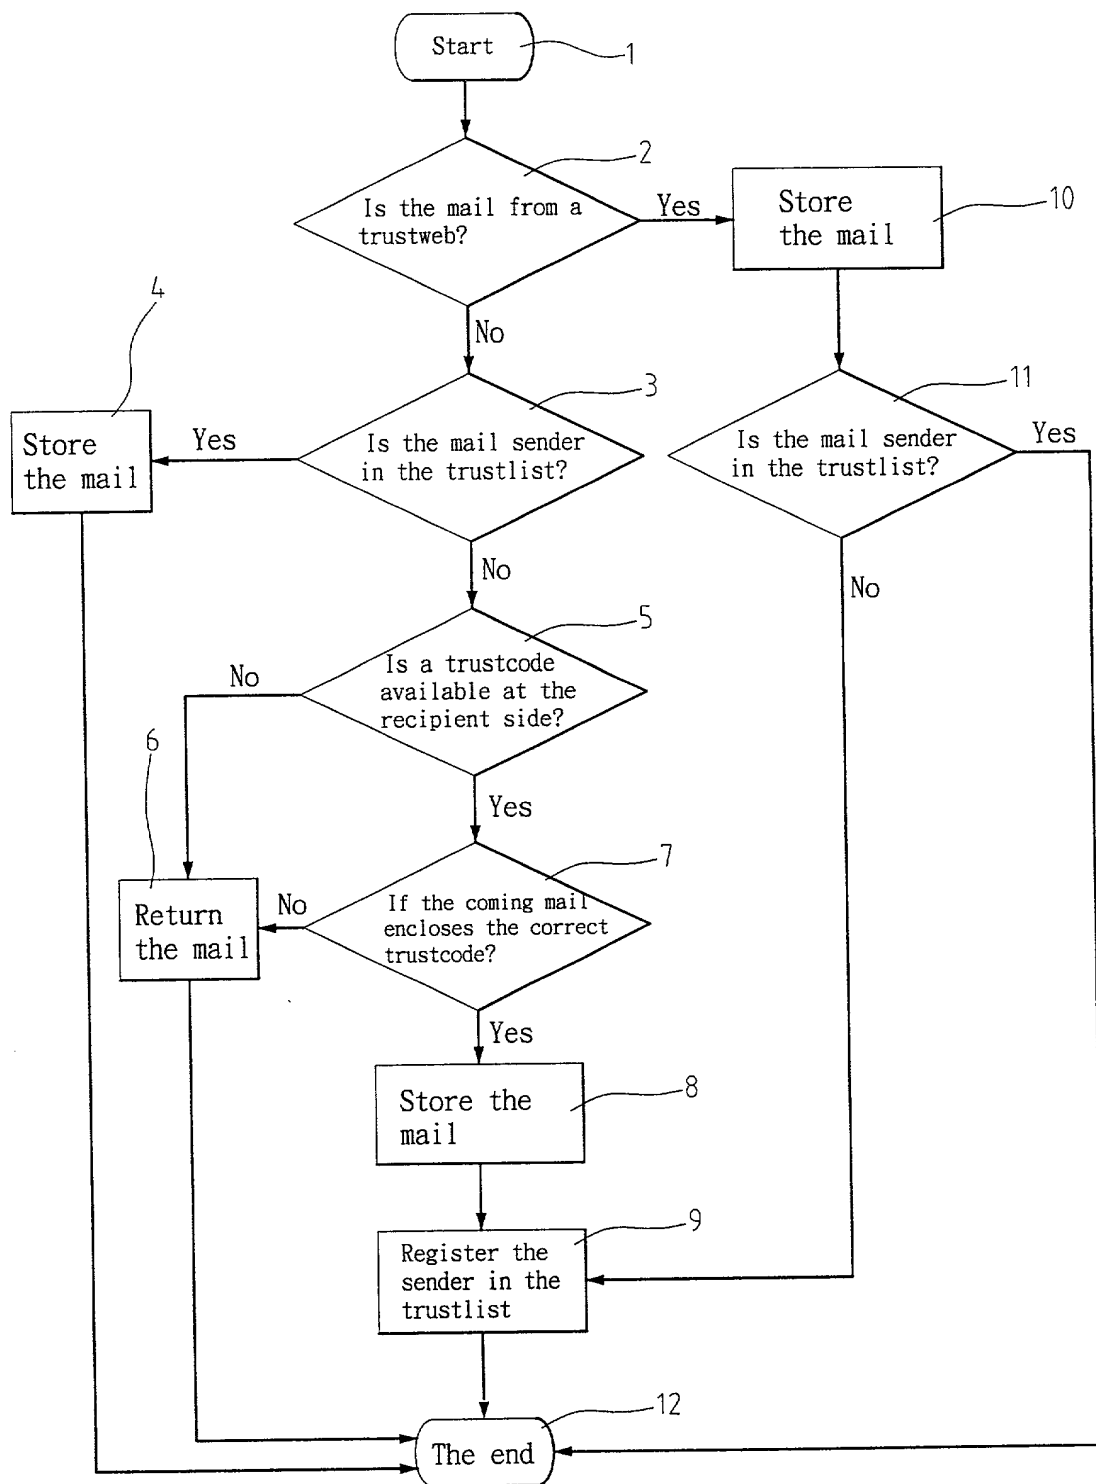 Start
1
2
Is the mail from a
trustweb?
Yes
Store
the mail
10
No
4
3
11
Store
the mail
Yes
Is the mail sender
in the trustlist?
Is the mail sender
in the trustlist?
Yes
No
No
5
Is a trustcode
available at the
recipient side?
No
6
Yes
7
Return
the mail
No
If the coming mail
encloses the correct
trustcode?
Yes
Store the
mail
8
9
Register the
sender in the
trustlist
12
The end